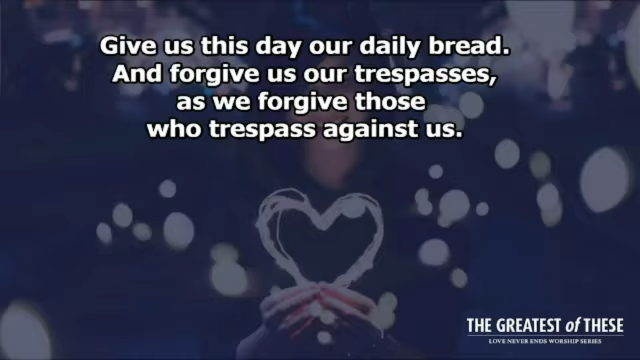 Give us this day our daily bread.
And forgive us our trespasses,
as we forgive those
who trespass against us.
THE GREATEST of THESE
LOVE NEVER ENDS WORSHIP SERIES